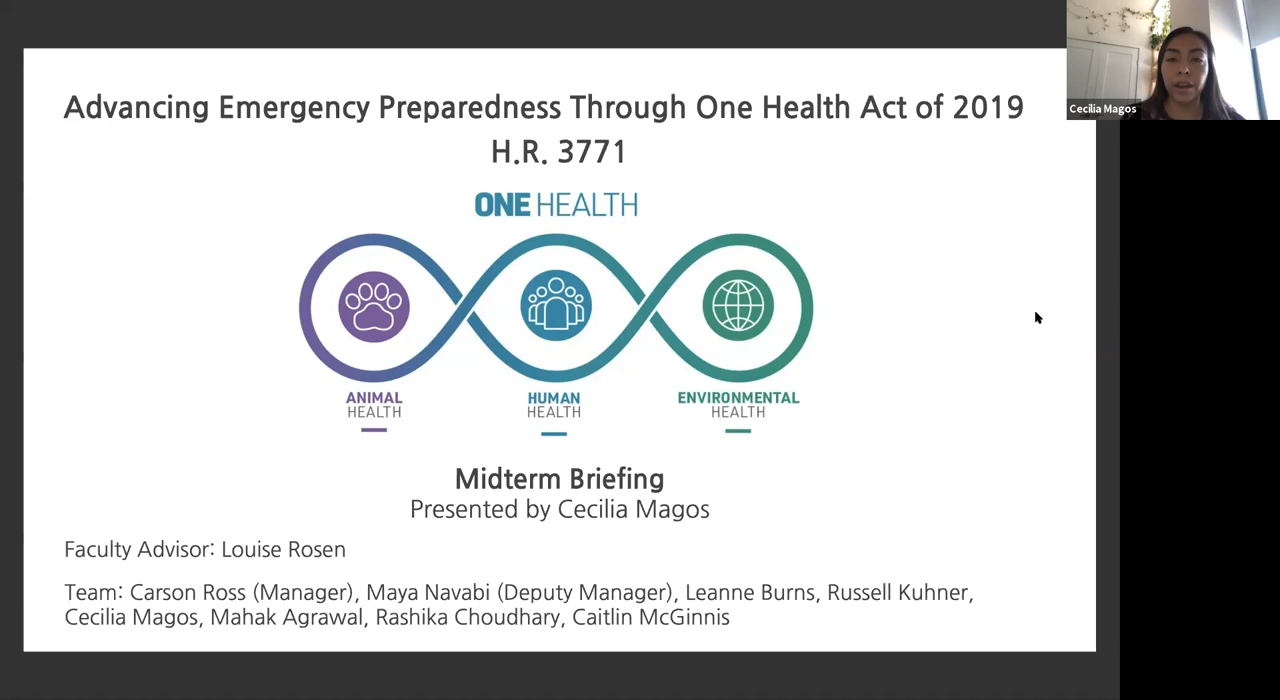 Cecilia Magos
Advancing Emergency Preparedness Through One Health Act of 2019
H.R. 3771
ONE HEALTH
ANIMAL
HEALTH
HUMAN
HEALTH
ENVIRONMENTAL
HEALTH
Midterm Briefing
Presented by Cecilia Magos
Faculty Advisor: Louise Rosen
Team: Carson Ross (Manager), Maya Navabi (Deputy Manager), Leanne Burns, Russell Kuhner,
Cecilia Magos, Mahak Agrawal, Rashika Choudhary, Caitlin McGinnis